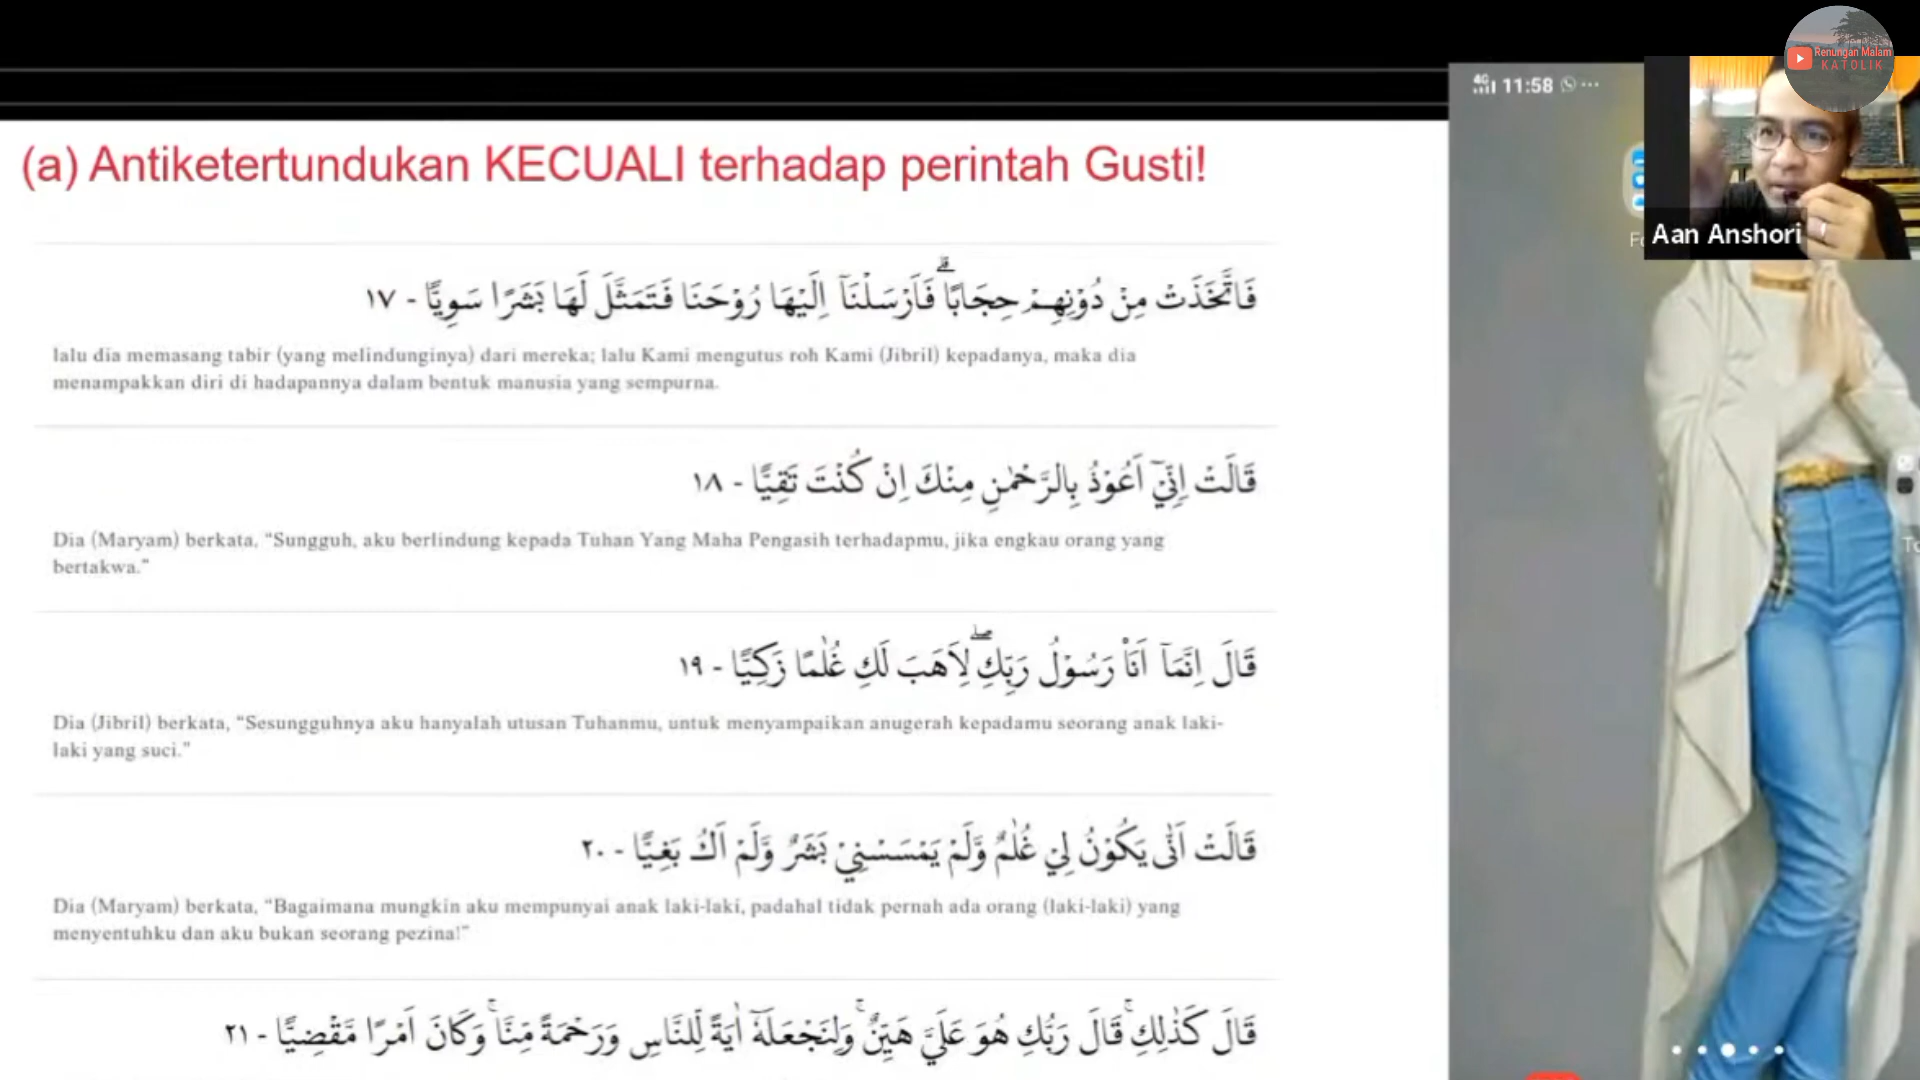 Renungan Malam
KATOLIK
4G 11:58
(a) Antiketertundukan KECUALI terhadap perintah Gusti!
Aan Anshori
فَاتَّخَذَتْ مِنْ دُوْنِهِمْ حِجَابًاۗ فَاَرْسَلْنَآ اِلَيْهَا رُوْحَنَا فَتَمَثَّلَ لَهَا بَشَرًا سَوِيًّا - ١٧
lalu dia memasang tabir (yang melindunginya) dari mereka; lalu Kami mengutus roh Kami (Jibril) kepadanya, maka dia
menampakkan diri di hadapannya dalam bentuk manusia yang sempurna.
قَالَتْ اِنِّيْٓ اَعُوْذُ بِالرَّحْمٰنِ مِنْكَ اِنْ كُنْتَ تَقِيًّا - ١٨
Dia (Maryam) berkata, “Sungguh, aku berlindung kepada Tuhan Yang Maha Pengasih terhadapmu, jika engkau orang yang
bertakwa.”
قَالَ اِنَّمَآ اَنَا۠ رَسُوْلُ رَبِّكِۖ لِاَهَبَ لَكِ غُلٰمًا زَكِيًّا - ١٩
Dia (Jibril) berkata, “Sesungguhnya aku hanyalah utusan Tuhanmu, untuk menyampaikan anugerah kepadamu seorang anak laki-
laki yang suci.”
قَالَتْ اَنّٰى يَكُوْنُ لِيْ غُلٰمٌ وَّلَمْ يَمْسَسْنِيْ بَشَرٌ وَّلَمْ اَكُ بَغِيًّا - ٢٠
Dia (Maryam) berkata, “Bagaimana mungkin aku mempunyai anak laki-laki, padahal tidak pernah ada orang (laki-laki) yang
menyentuhku dan aku bukan seorang pezina!”
قَالَ كَذٰلِكِۚ قَالَ رَبُّكِ هُوَ عَلَيَّ هَيِّنٌۚ وَلِنَجْعَلَهٗٓ اٰيَةً لِّلنَّاسِ وَرَحْمَةً مِّنَّاۚ وَكَانَ اَمْرًا مَّقْضِيًّا - ٢١